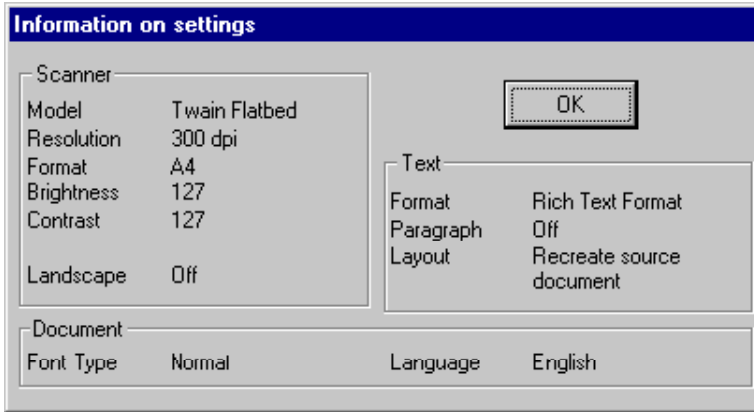 Information on settings
Scanner
Model Twain Flatbed
Resolution 300 dpi
Format A4
Brightness 127
Contrast 127
Landscape Off
OK
Text
Format Rich Text Format
Paragraph Off
Layout Recreate source
document
Document
Font Type Normal Language English